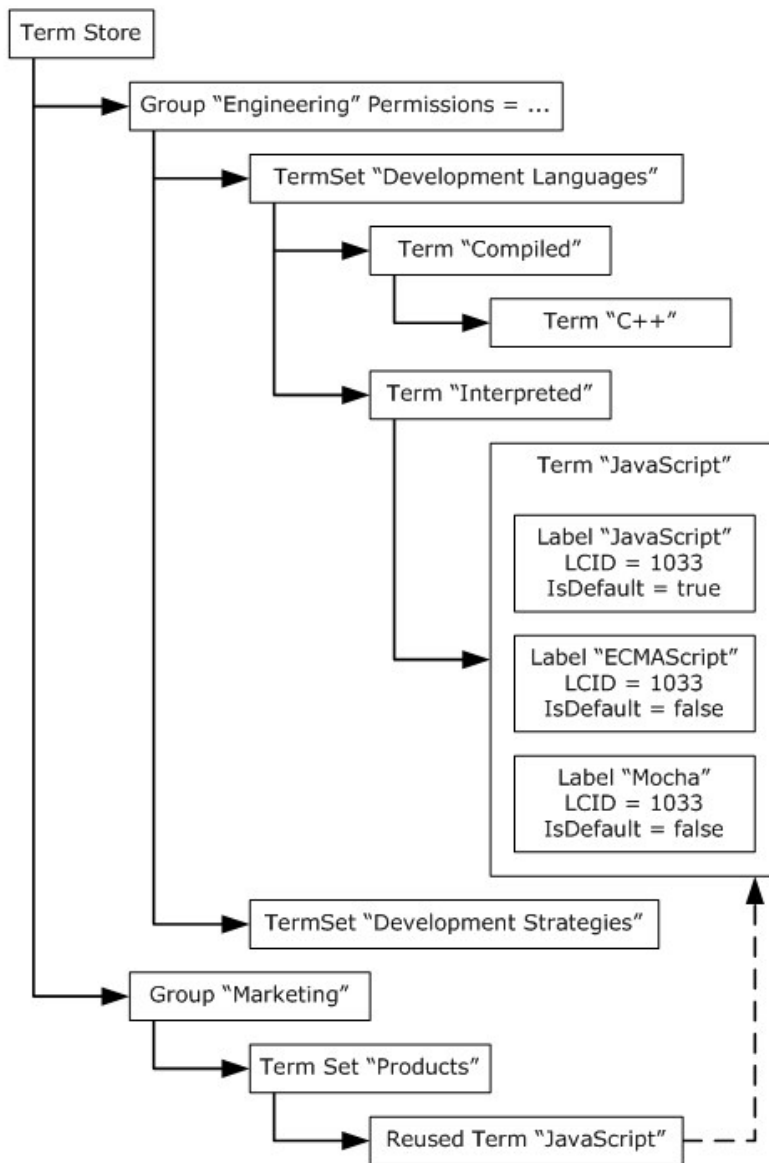 Term Store
Group “Engineering” Permissions = ...
TermSet “Development Languages”
Term “Compiled”
Term “C++”
Term “Interpreted”
Term “JavaScript”
Label “JavaScript”
LCID = 1033
IsDefault = true
Label “ECMAScript”
LCID = 1033
IsDefault = false
Label “Mocha”
LCID = 1033
IsDefault = false
TermSet “Development Strategies”
Group “Marketing”
Term Set “Products”
Reused Term “JavaScript”